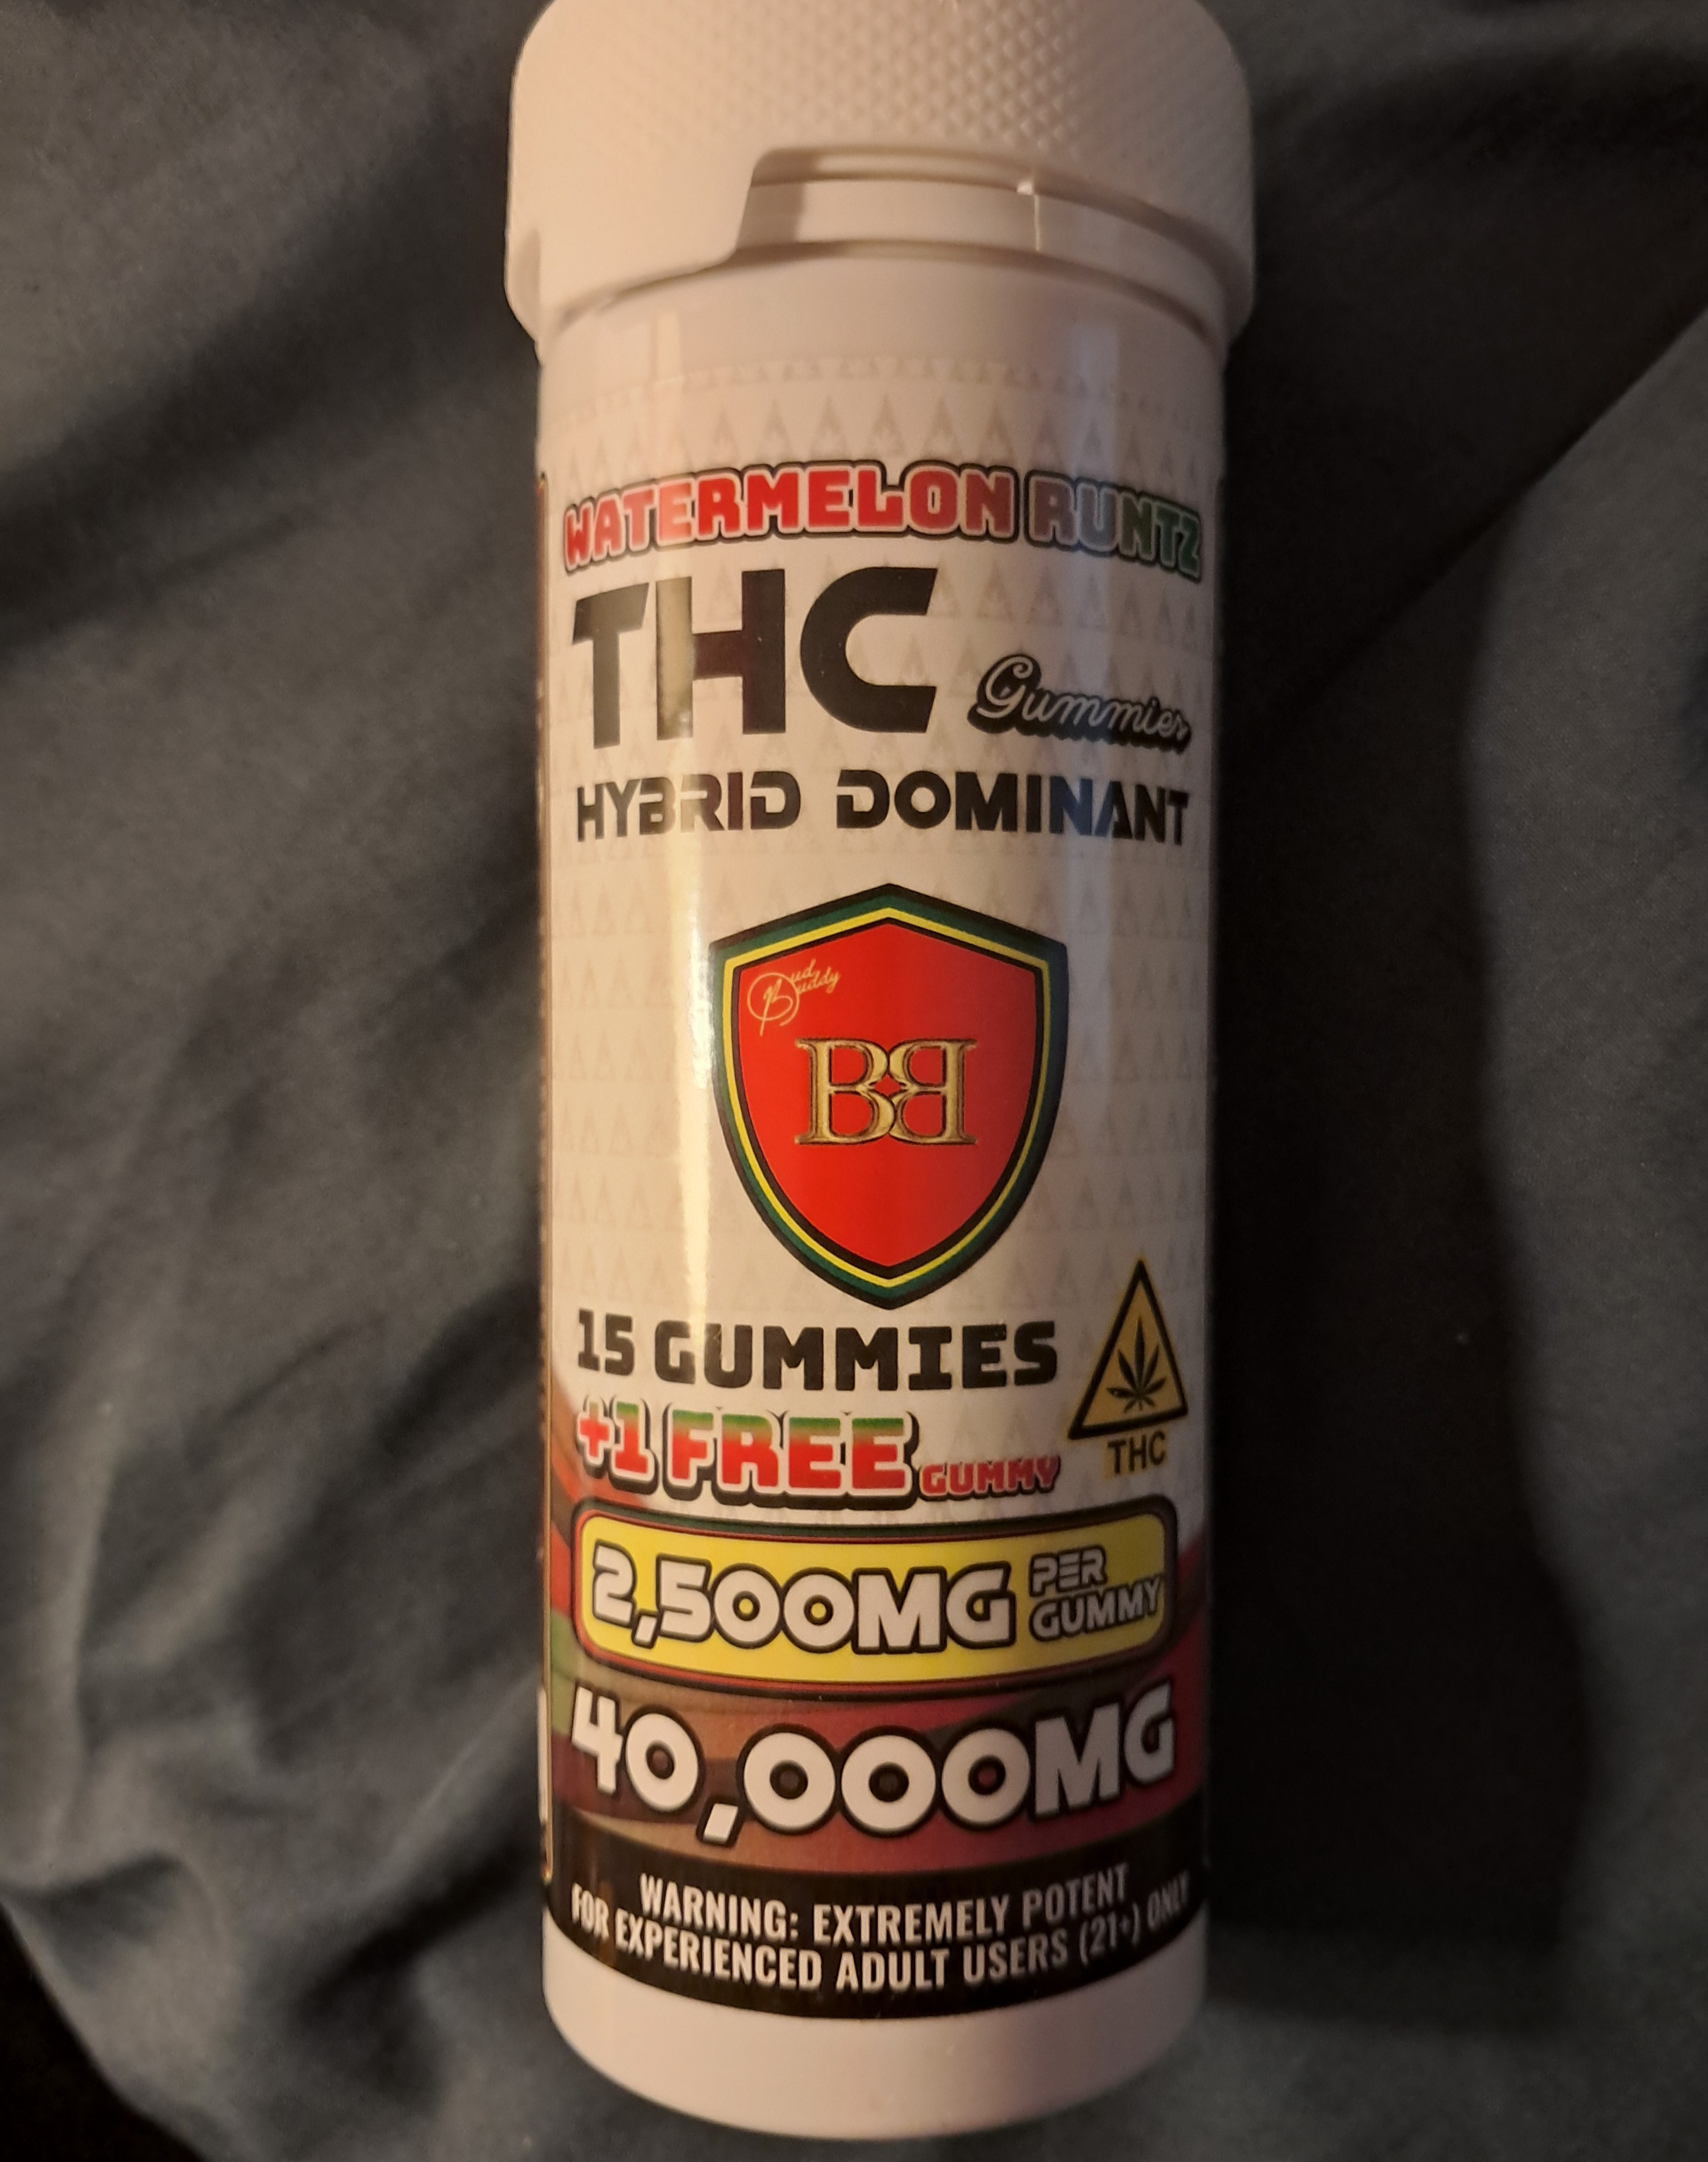 WATERMELON RUNTZ
THC Gummies
HYBRID DOMINANT
Bud Buddy
BB
15 GUMMIES
+1 FREE GUMMY
THC
2,500MG PER GUMMY
40,000MG
WARNING: EXTREMELY POTENT
FOR EXPERIENCED ADULT USERS (21+) ONLY